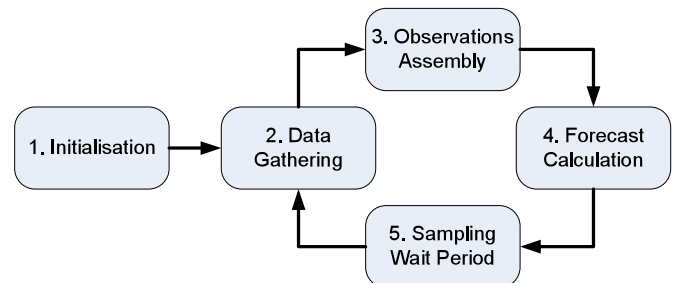 1. Initialisation
2. Data
Gathering
3. Observations
Assembly
4. Forecast
Calculation
5. Sampling
Wait Period